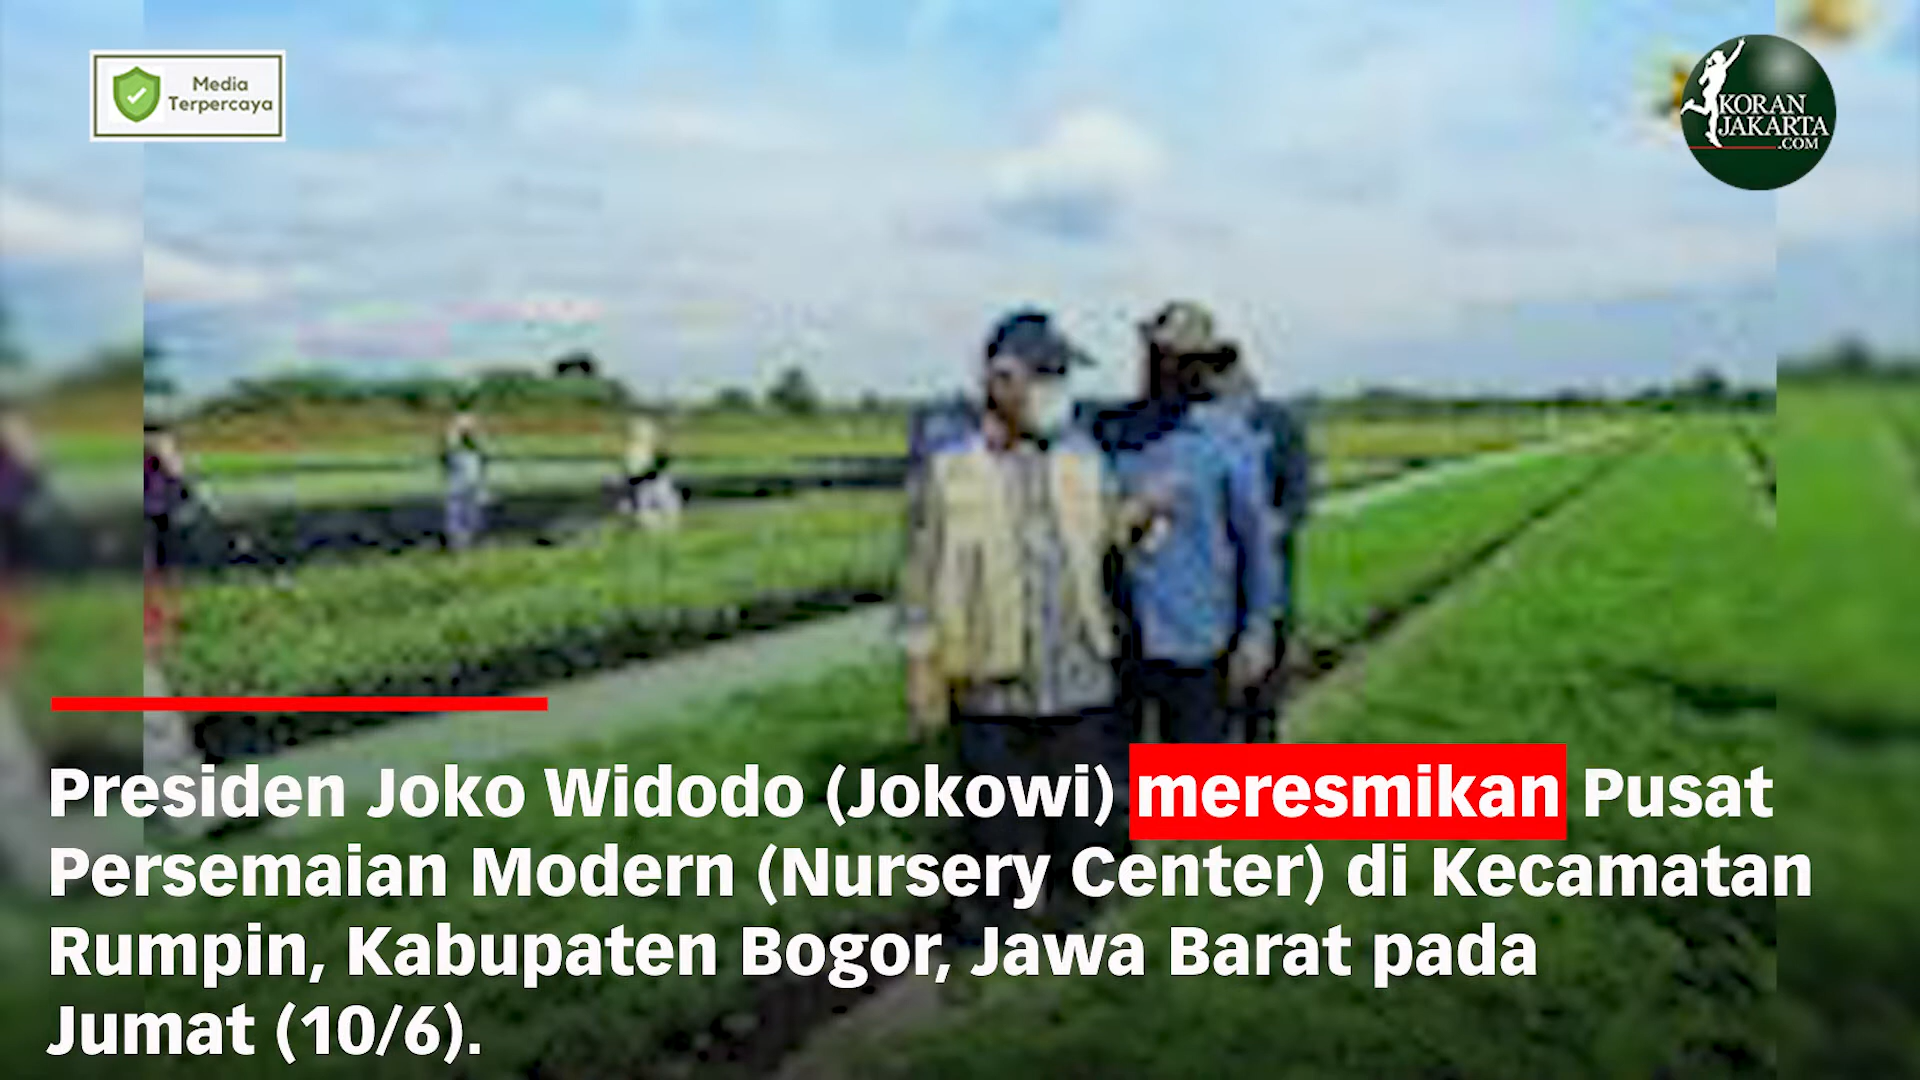 Media
Terpercaya
KORAN
JAKARTA
.COM
Presiden Joko Widodo (Jokowi) meresmikan Pusat
Persemaian Modern (Nursery Center) di Kecamatan
Rumpin, Kabupaten Bogor, Jawa Barat pada
Jumat (10/6).